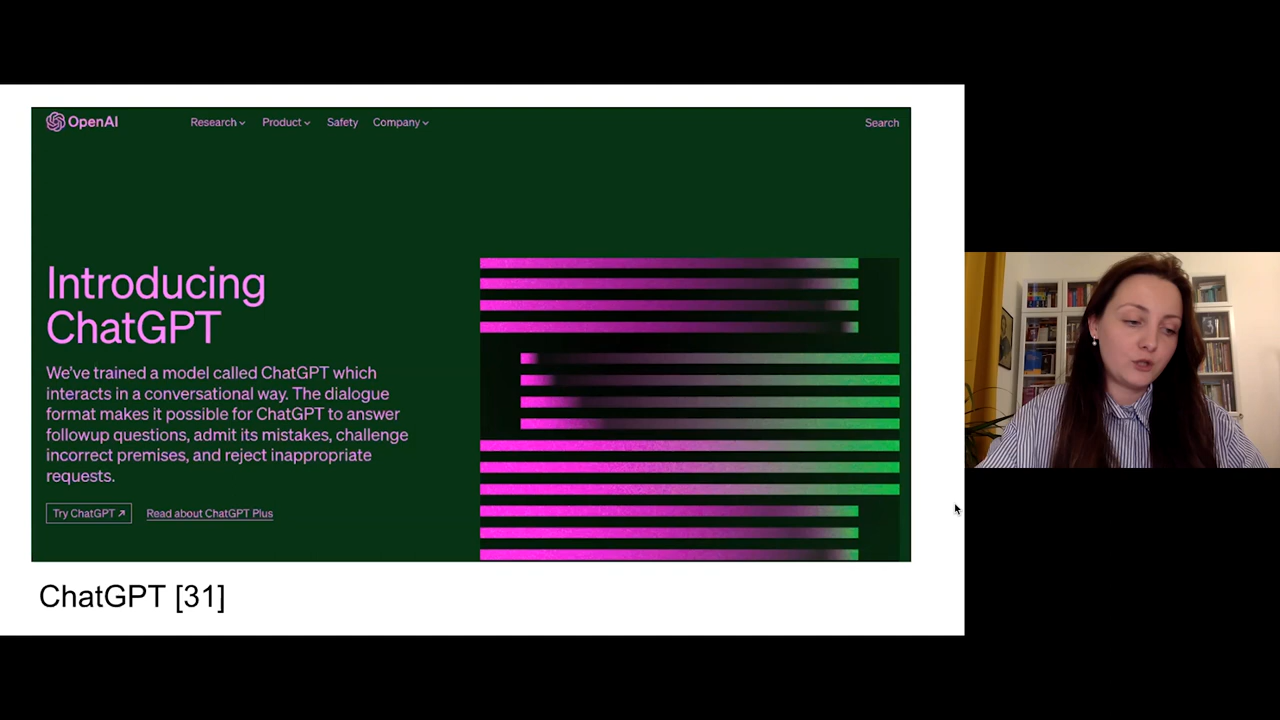 OpenAI
Research Product Safety Company Search
Introducing
ChatGPT
We've trained a model called ChatGPT which
interacts in a conversational way. The dialogue
format makes it possible for ChatGPT to answer
followup questions, admit its mistakes, challenge
incorrect premises, and reject inappropriate
requests.
Try ChatGPT ↗ Read about ChatGPT Plus
ChatGPT [31]